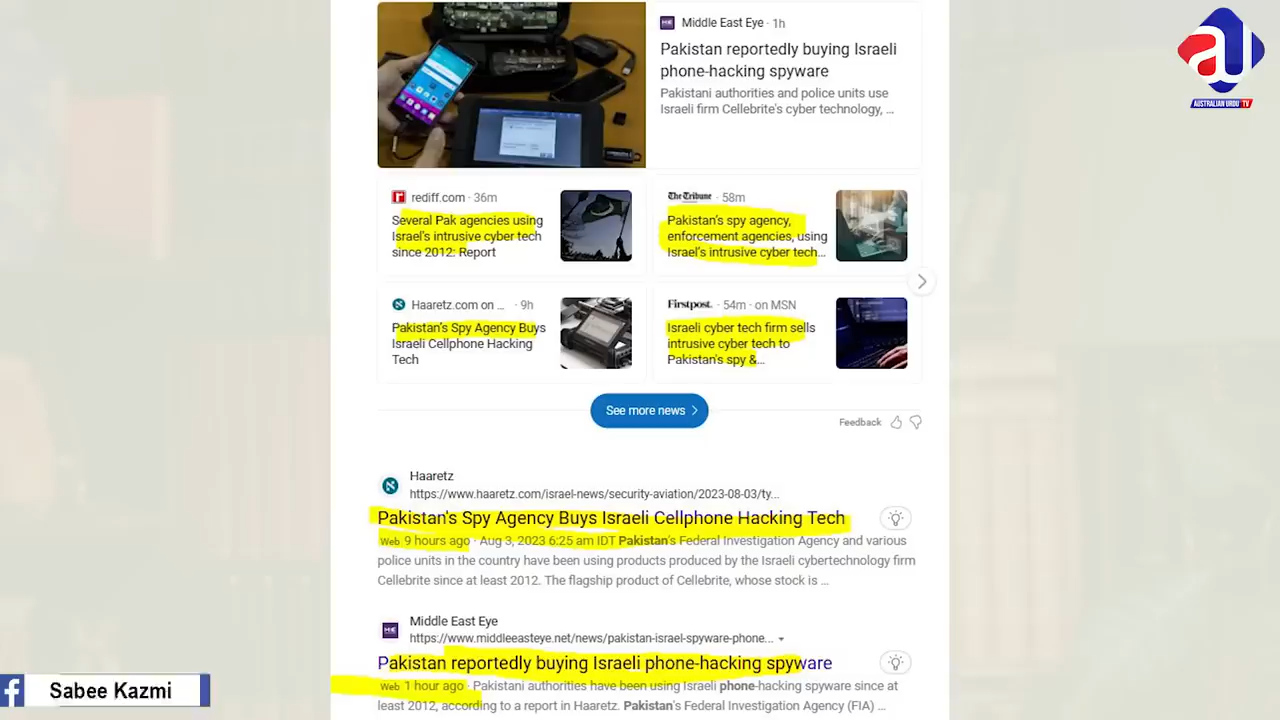 Middle East Eye · 1h
Pakistan reportedly buying Israeli
phone-hacking spyware
Pakistani authorities and police units use
Israeli firm Cellebrite's cyber technology, ...
AUSTRALIAN URDU TV
rediff.com · 36m
Several Pak agencies using
Israel's intrusive cyber tech
since 2012: Report
The Tribune · 58m
Pakistan's spy agency,
enforcement agencies, using
Israel's intrusive cyber tech...
Haaretz.com on ... · 9h
Pakistan's Spy Agency Buys
Israeli Cellphone Hacking
Tech
Firstpost. · 54m · on MSN
Israeli cyber tech firm sells
intrusive cyber tech to
Pakistan's spy &...
See more news
Feedback
Haaretz
https://www.haaretz.com/israel-news/security-aviation/2023-08-03/ty...
Pakistan's Spy Agency Buys Israeli Cellphone Hacking Tech
Web 9 hours ago · Aug 3, 2023 6:25 am IDT Pakistan's Federal Investigation Agency and various
police units in the country have been using products produced by the Israeli cybertechnology firm
Cellebrite since at least 2012. The flagship product of Cellebrite, whose stock is ...
Middle East Eye
https://www.middleeasteye.net/news/pakistan-israel-spyware-phone...
Pakistan reportedly buying Israeli phone-hacking spyware
Web 1 hour ago · Pakistani authorities have been using Israeli phone-hacking spyware since at
least 2012, according to a report in Haaretz. Pakistan's Federal Investigation Agency (FIA) ...
Sabee Kazmi